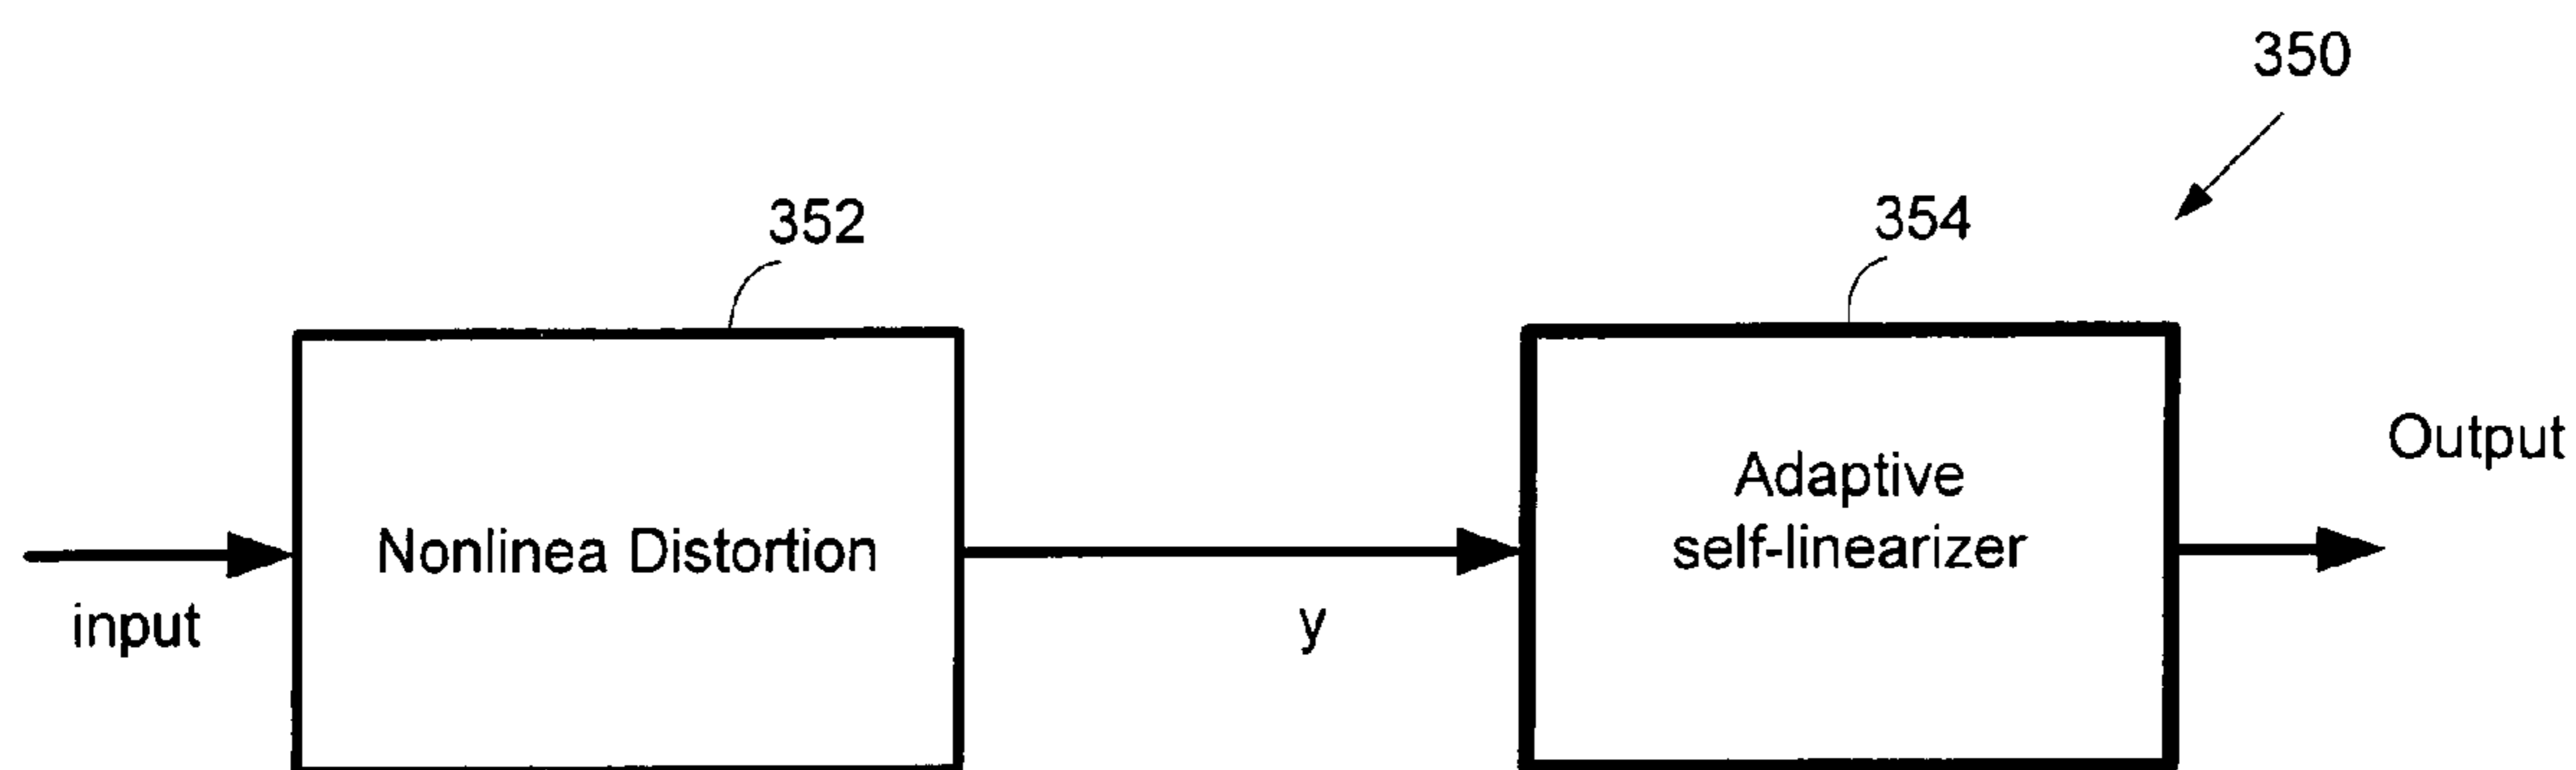 350
352
354
Nonlinea Distortion
Adaptive
self-linearizer
Output
input
y